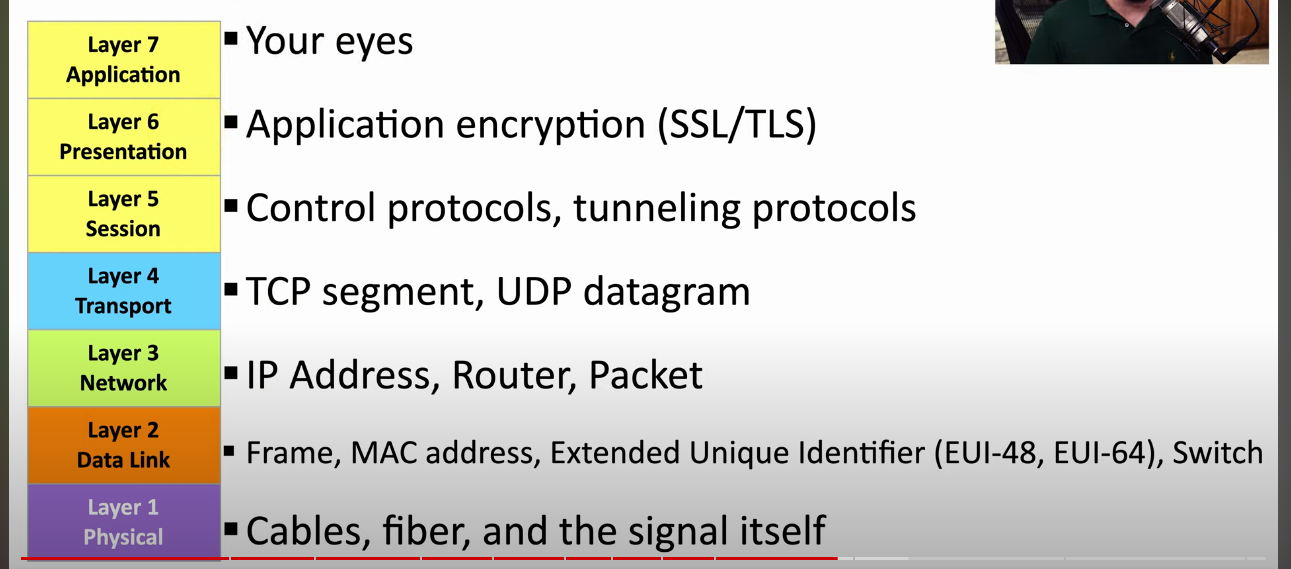 Layer 7
Application
▪ Your eyes
Layer 6
Presentation
▪ Application encryption (SSL/TLS)
Layer 5
Session
▪ Control protocols, tunneling protocols
Layer 4
Transport
▪ TCP segment, UDP datagram
Layer 3
Network
▪ IP Address, Router, Packet
Layer 2
Data Link
▪ Frame, MAC address, Extended Unique Identifier (EUI-48, EUI-64), Switch
Layer 1
Physical
▪ Cables, fiber, and the signal itself